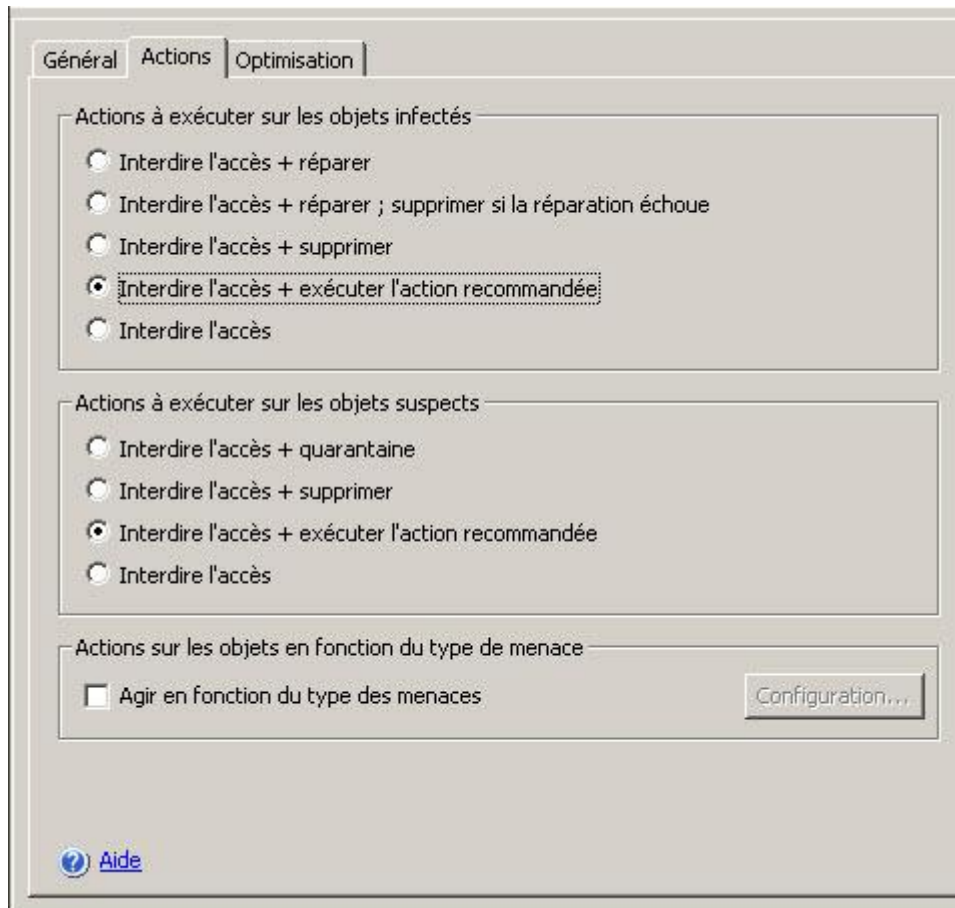 Général Actions Optimisation
Actions à exécuter sur les objets infectés
Interdire l'accès + réparer
Interdire l'accès + réparer ; supprimer si la réparation échoue
Interdire l'accès + supprimer
Interdire l'accès + exécuter l'action recommandée
Interdire l'accès
Actions à exécuter sur les objets suspects
Interdire l'accès + quarantaine
Interdire l'accès + supprimer
Interdire l'accès + exécuter l'action recommandée
Interdire l'accès
Actions sur les objets en fonction du type de menace
Agir en fonction du type des menaces Configuration...
Aide